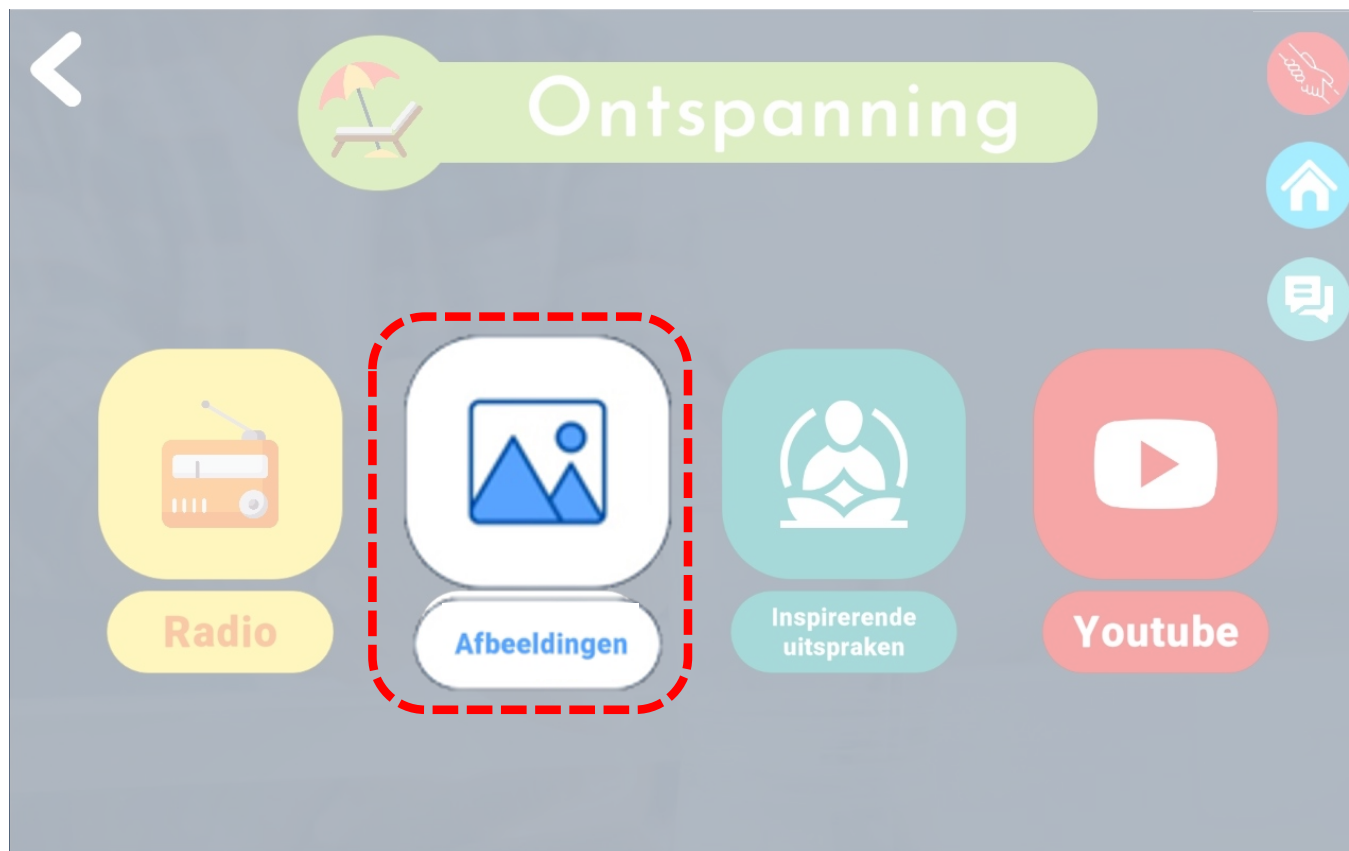 Ontspanning
Radio
Afbeeldingen
Inspirerende
uitspraken
Youtube